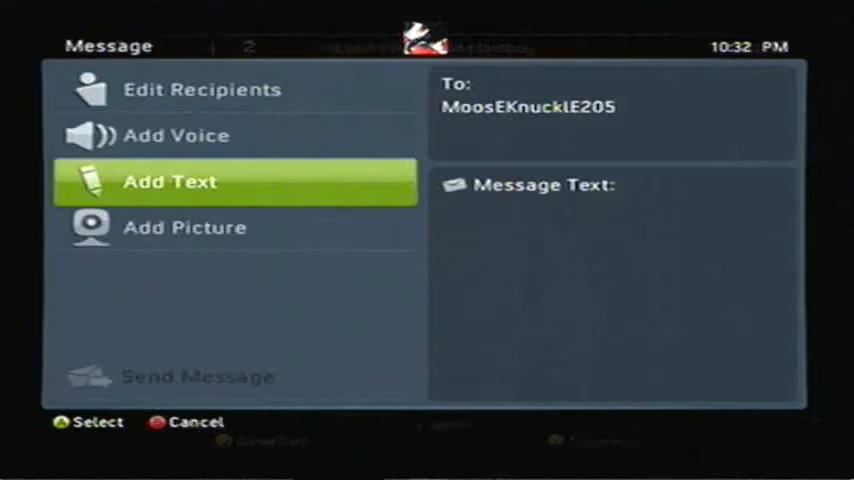 Message
2
10:32 PM
Edit Recipients
Add Voice
Add Text
Add Picture
Send Message
To:
MoosEKnucklE205
Message Text:
Select
Cancel